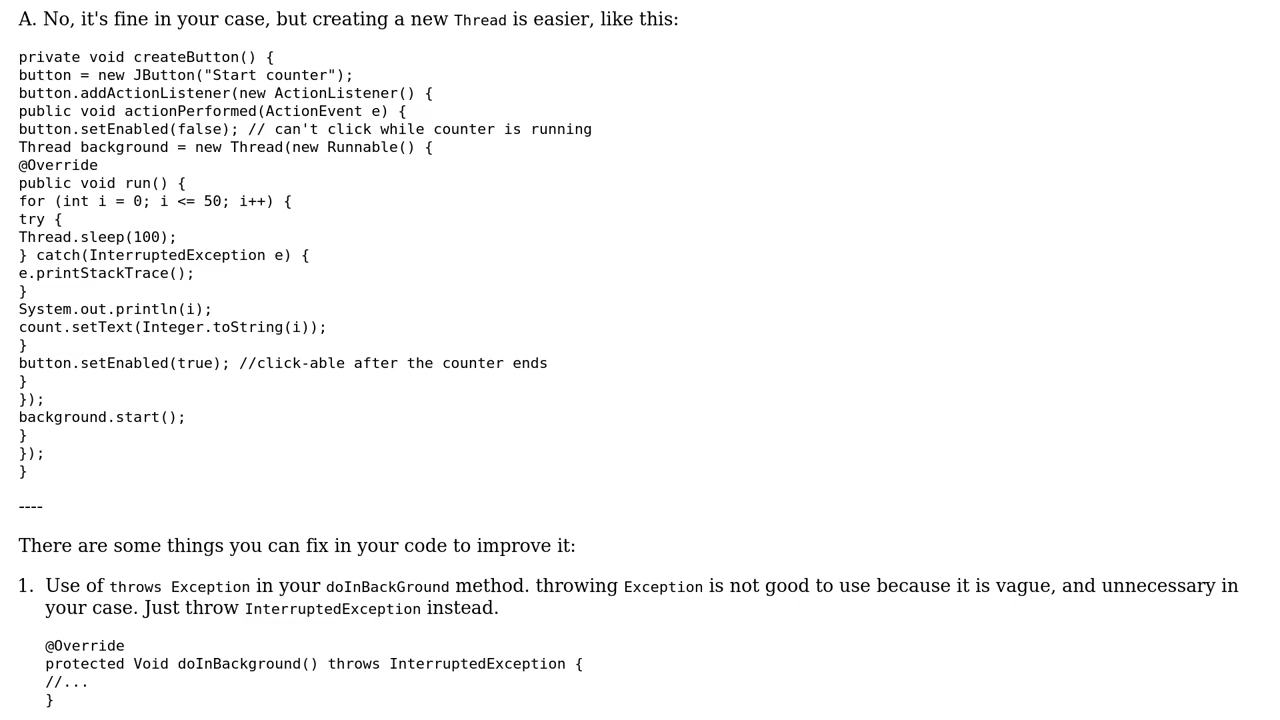 A. No, it's fine in your case, but creating a new Thread is easier, like this:
private void createButton() {
button = new JButton("Start counter");
button.addActionListener(new ActionListener() {
public void actionPerformed(ActionEvent e) {
button.setEnabled(false); // can't click while counter is running
Thread background = new Thread(new Runnable() {
@Override
public void run() {
for (int i = 0; i <= 50; i++) {
try {
Thread.sleep(100);
} catch(InterruptedException e) {
e.printStackTrace();
}
System.out.println(i);
count.setText(Integer.toString(i));
}
button.setEnabled(true); //click-able after the counter ends
}
});
background.start();
}
});
}
----
There are some things you can fix in your code to improve it:
1. Use of throws Exception in your doInBackGround method. throwing Exception is not good to use because it is vague, and unnecessary in
your case. Just throw InterruptedException instead.
@Override
protected Void doInBackground() throws InterruptedException {
//...
}